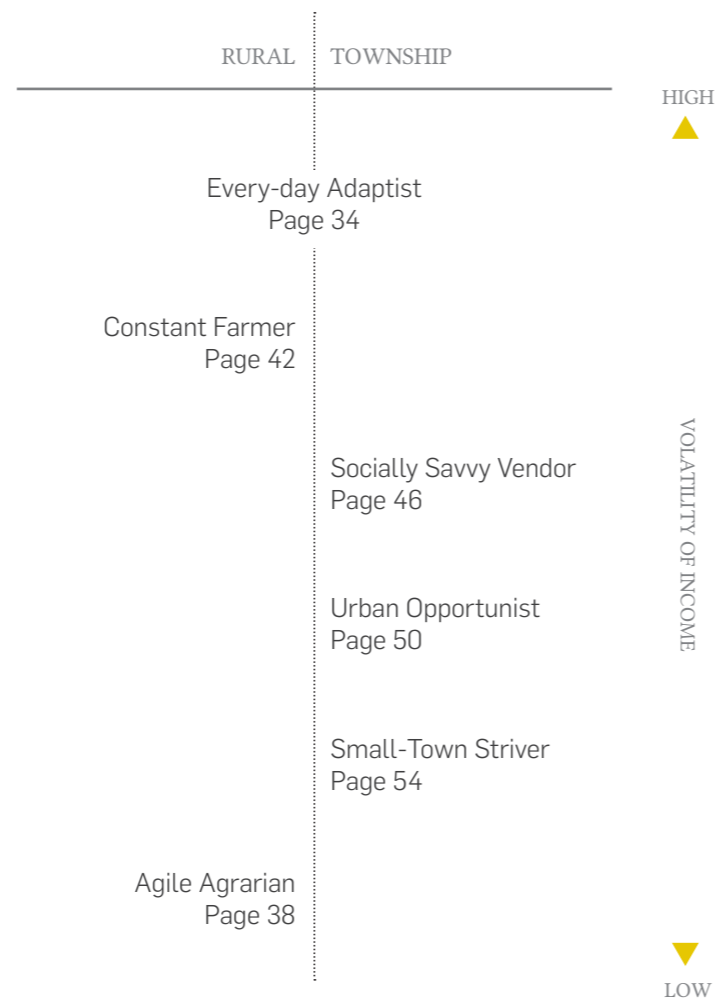 RURAL TOWNSHIP
HIGH
Every-day Adaptist
Page 34
Constant Farmer
Page 42
Socially Savvy Vendor
Page 46
Urban Opportunist
Page 50
Small-Town Striver
Page 54
Agile Agrarian
Page 38
VOLATILITY OF INCOME
LOW